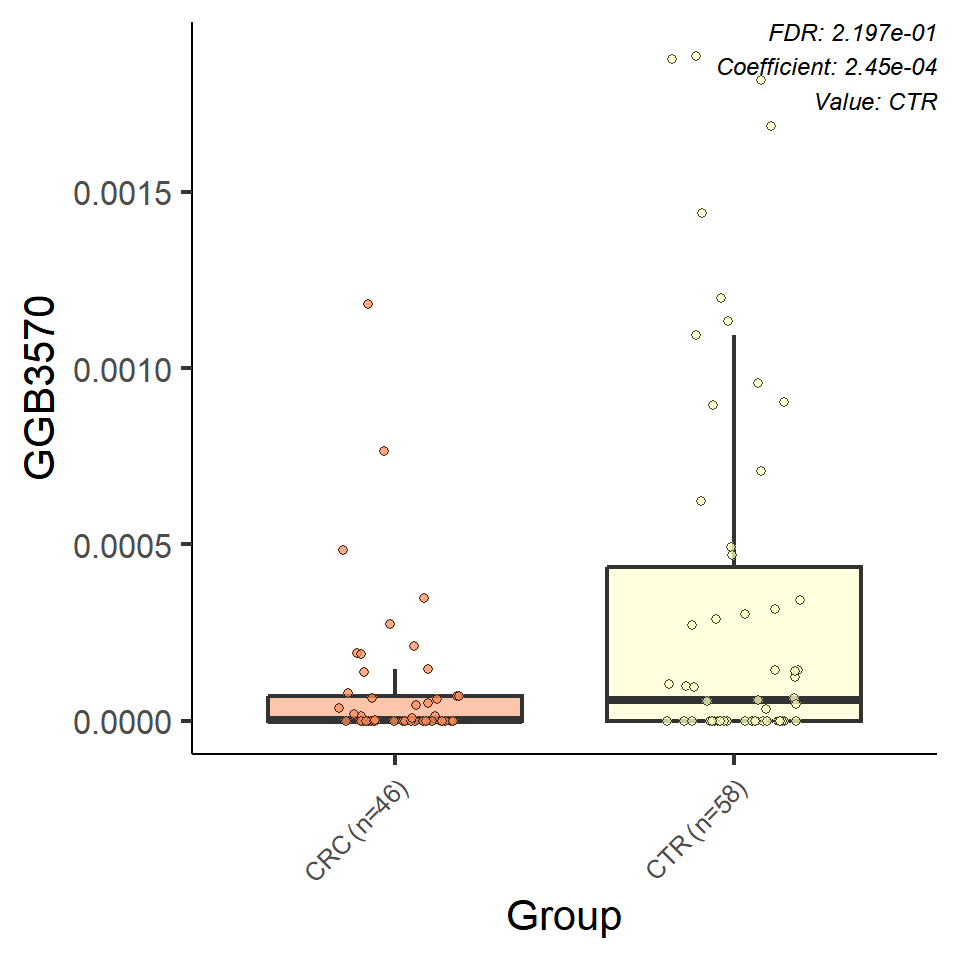 FDR: 2.197e-01
Coefficient: 2.45e-04
Value: CTR
0.0015
0.0010
0.0005
0.0000
GGB3570
CRC (n=46)
CTR (n=58)
Group